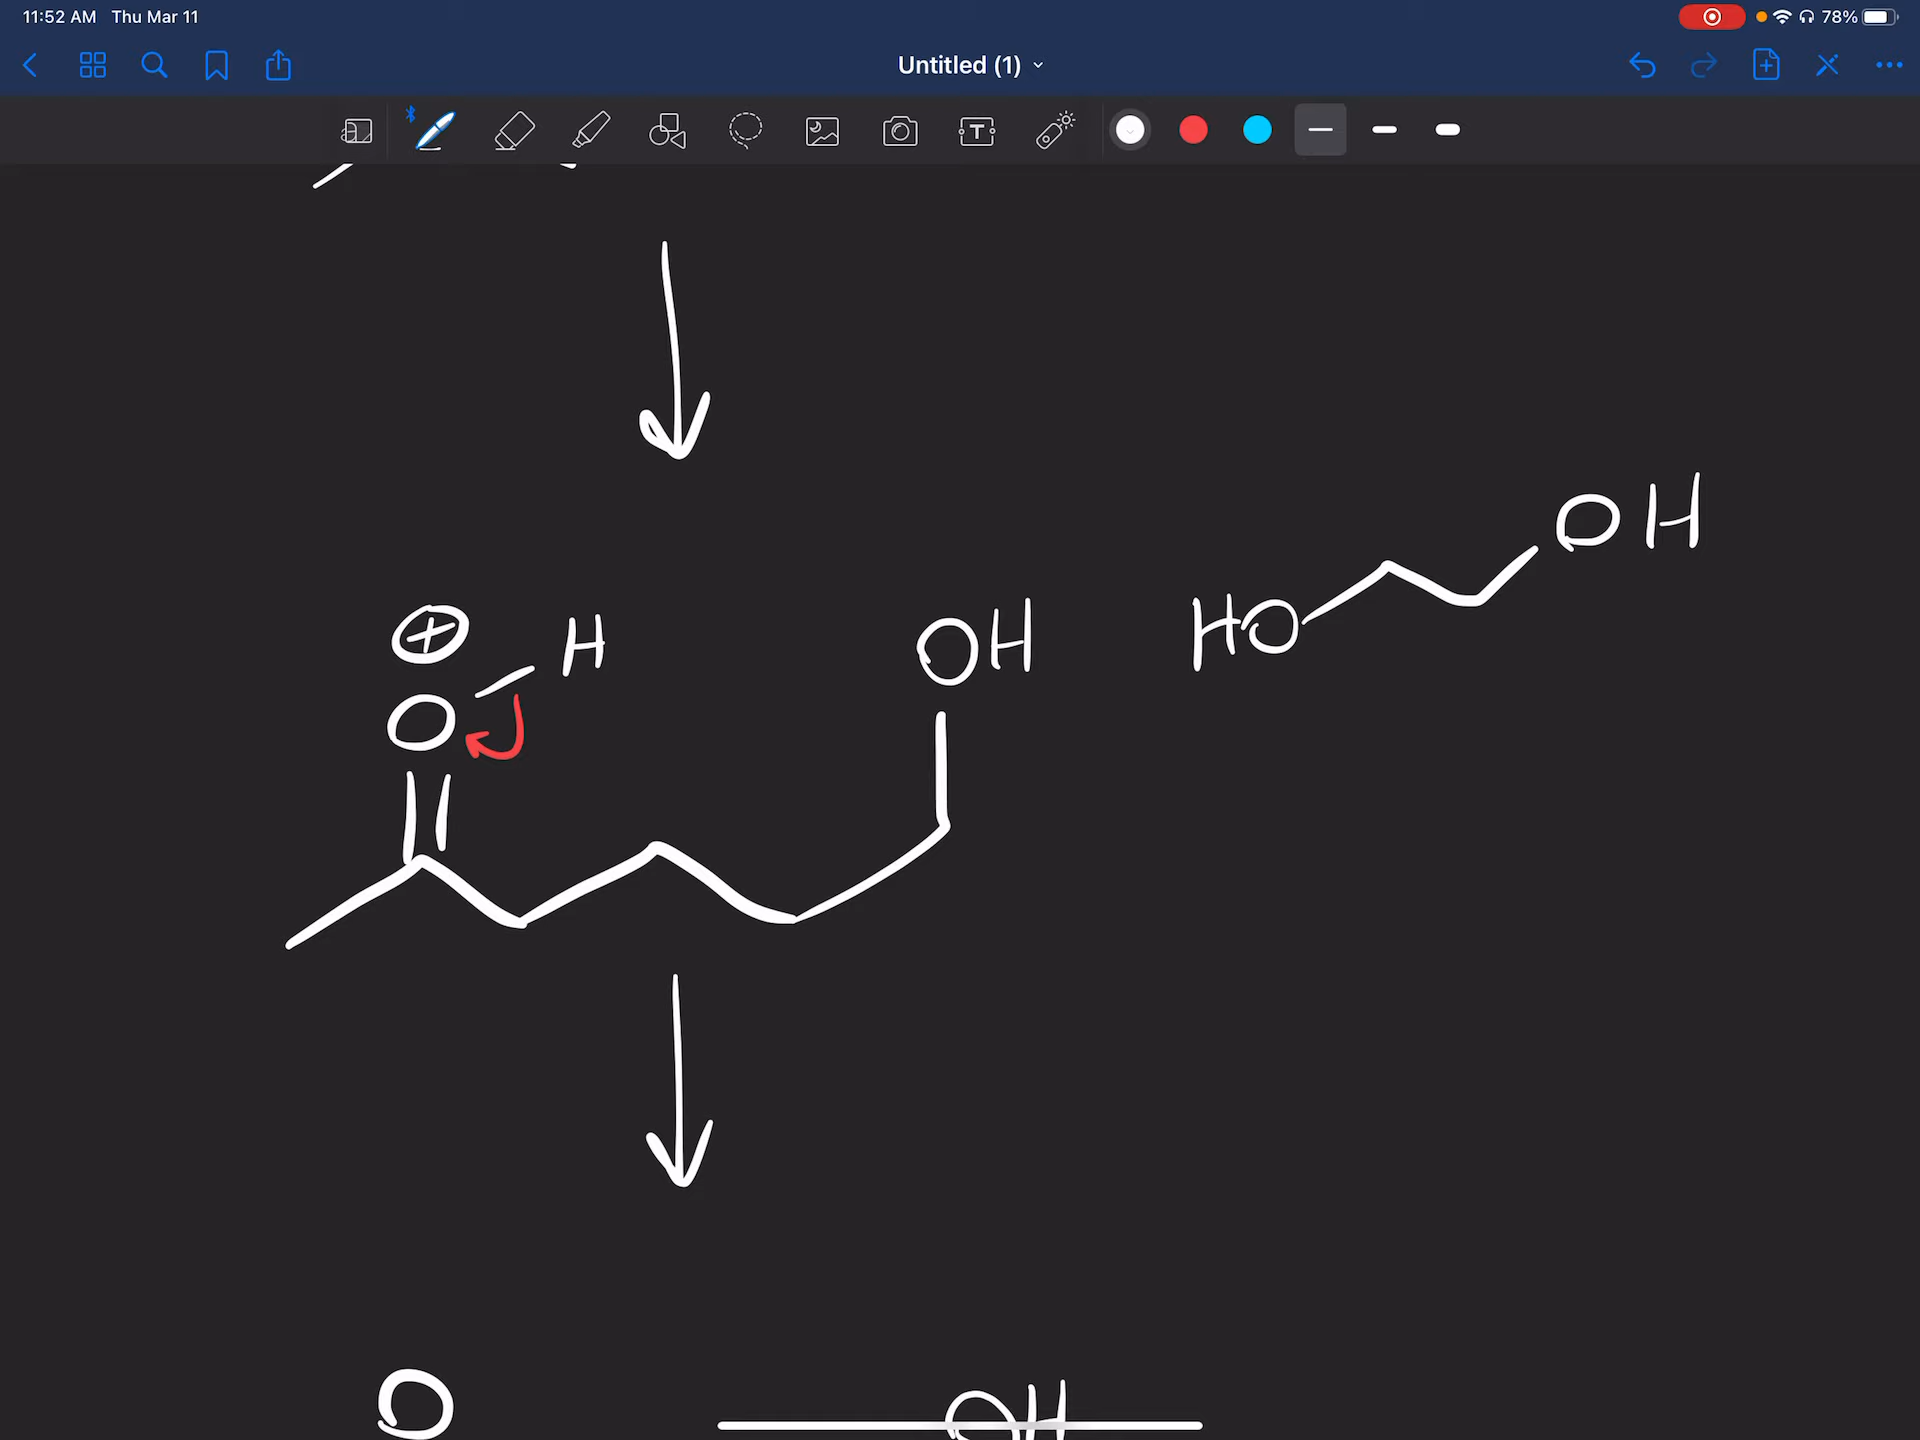 11:52 AM Thu Mar 11
78%
Untitled (1)
T
OH
HO
⊕
H
OH
O
O
OH